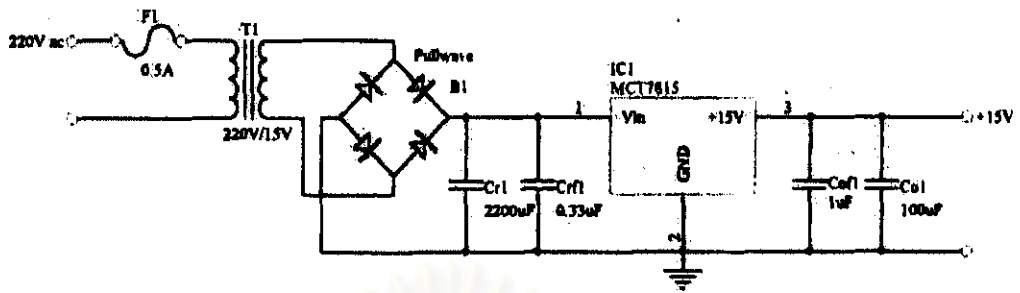 F1
220V ac
0.5A
T1
220V/15V
Fullwave
B1
IC1
MCT7815
1
Vin
+15V
3
GND
2
+15V
Cr1
2200uF
Crf1
0.33uF
Cof1
1uF
Co1
100uF